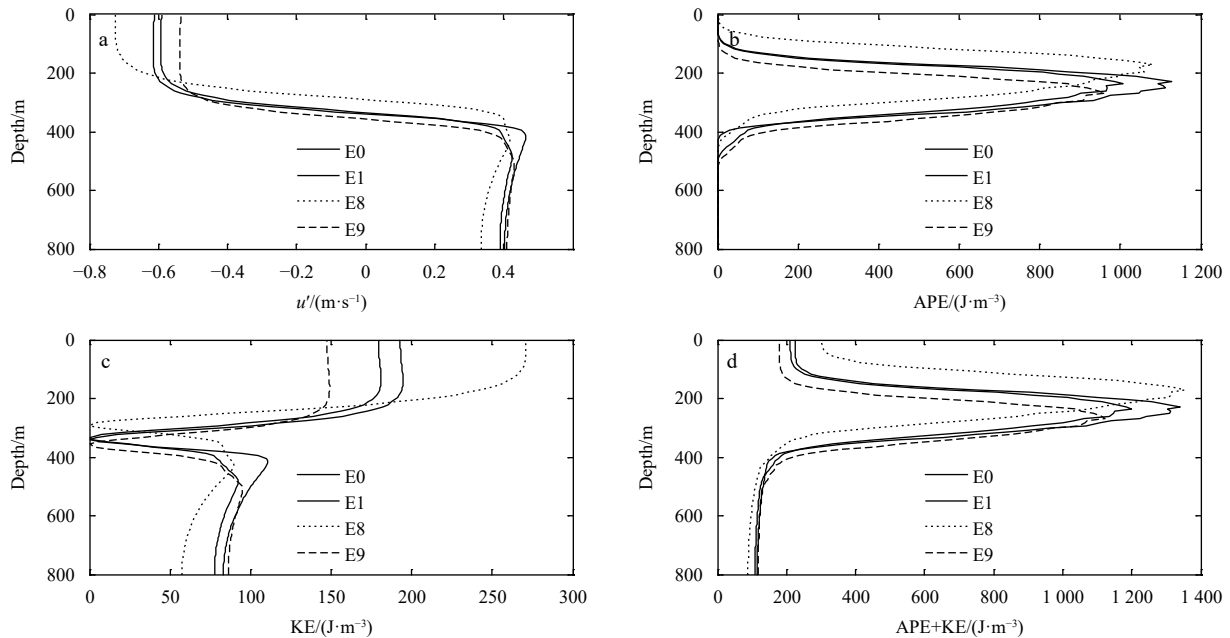 0
200
400
600
800
Depth/m
a
E0
E1
E8
E9
−0.8 −0.6 −0.4 −0.2 0 0.2 0.4
u′/(m·s⁻¹)
0
200
400
600
800
Depth/m
b
E0
E1
E8
E9
0 200 400 600 800 1 000 1 200
APE/(J·m⁻³)
0
200
400
600
800
Depth/m
c
E0
E1
E8
E9
0 50 100 150 200 250 300
KE/(J·m⁻³)
0
200
400
600
800
Depth/m
d
E0
E1
E8
E9
0 200 400 600 800 1 000 1 200 1 400
APE+KE/(J·m⁻³)